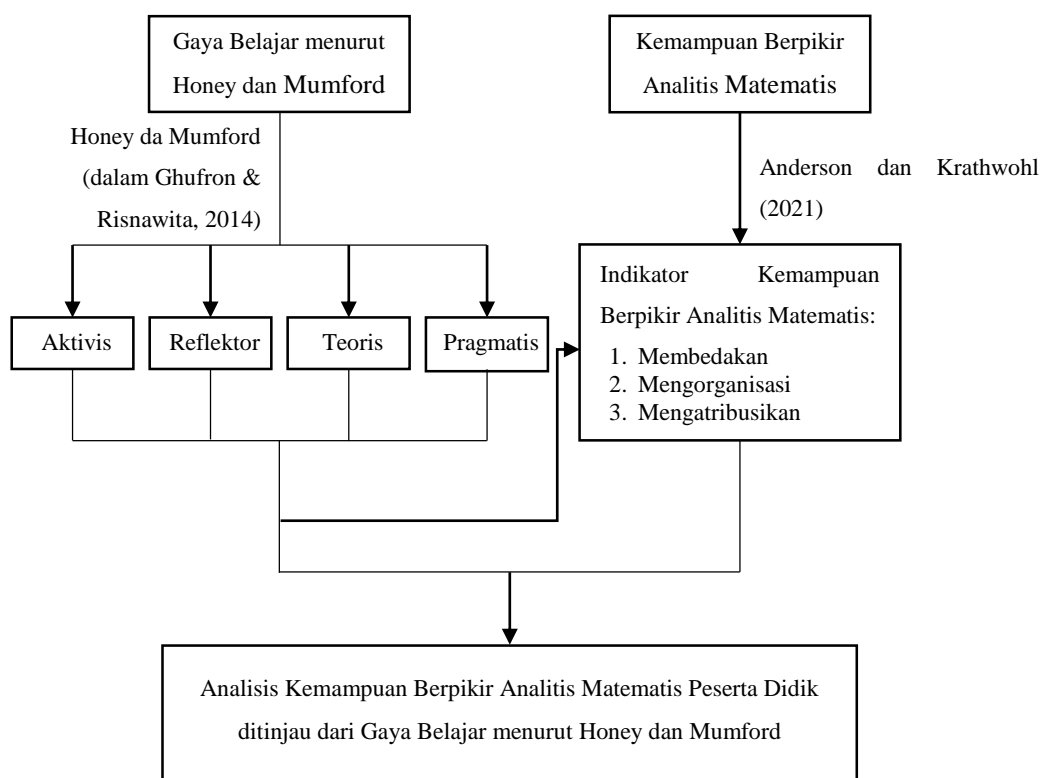 Gaya Belajar menurut
Honey dan Mumford
Kemampuan Berpikir
Analitis Matematis
Honey da Mumford
(dalam Ghufron &
Risnawita, 2014)
Anderson dan Krathwohl
(2021)
Aktivis
Reflektor
Teoris
Pragmatis
Indikator Kemampuan
Berpikir Analitis Matematis:
1. Membedakan
2. Mengorganisasi
3. Mengatribusikan
Analisis Kemampuan Berpikir Analitis Matematis Peserta Didik
ditinjau dari Gaya Belajar menurut Honey dan Mumford